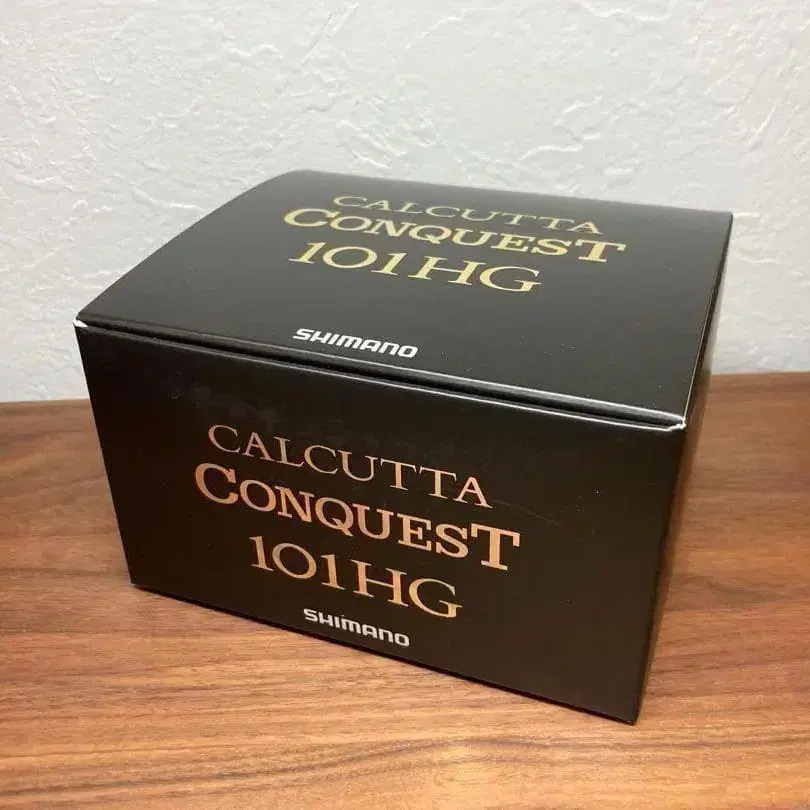 CALCUTTA
CONQUEST
101HG
SHIMANO
CALCUTTA
CONQUEST
101HG
SHIMANO